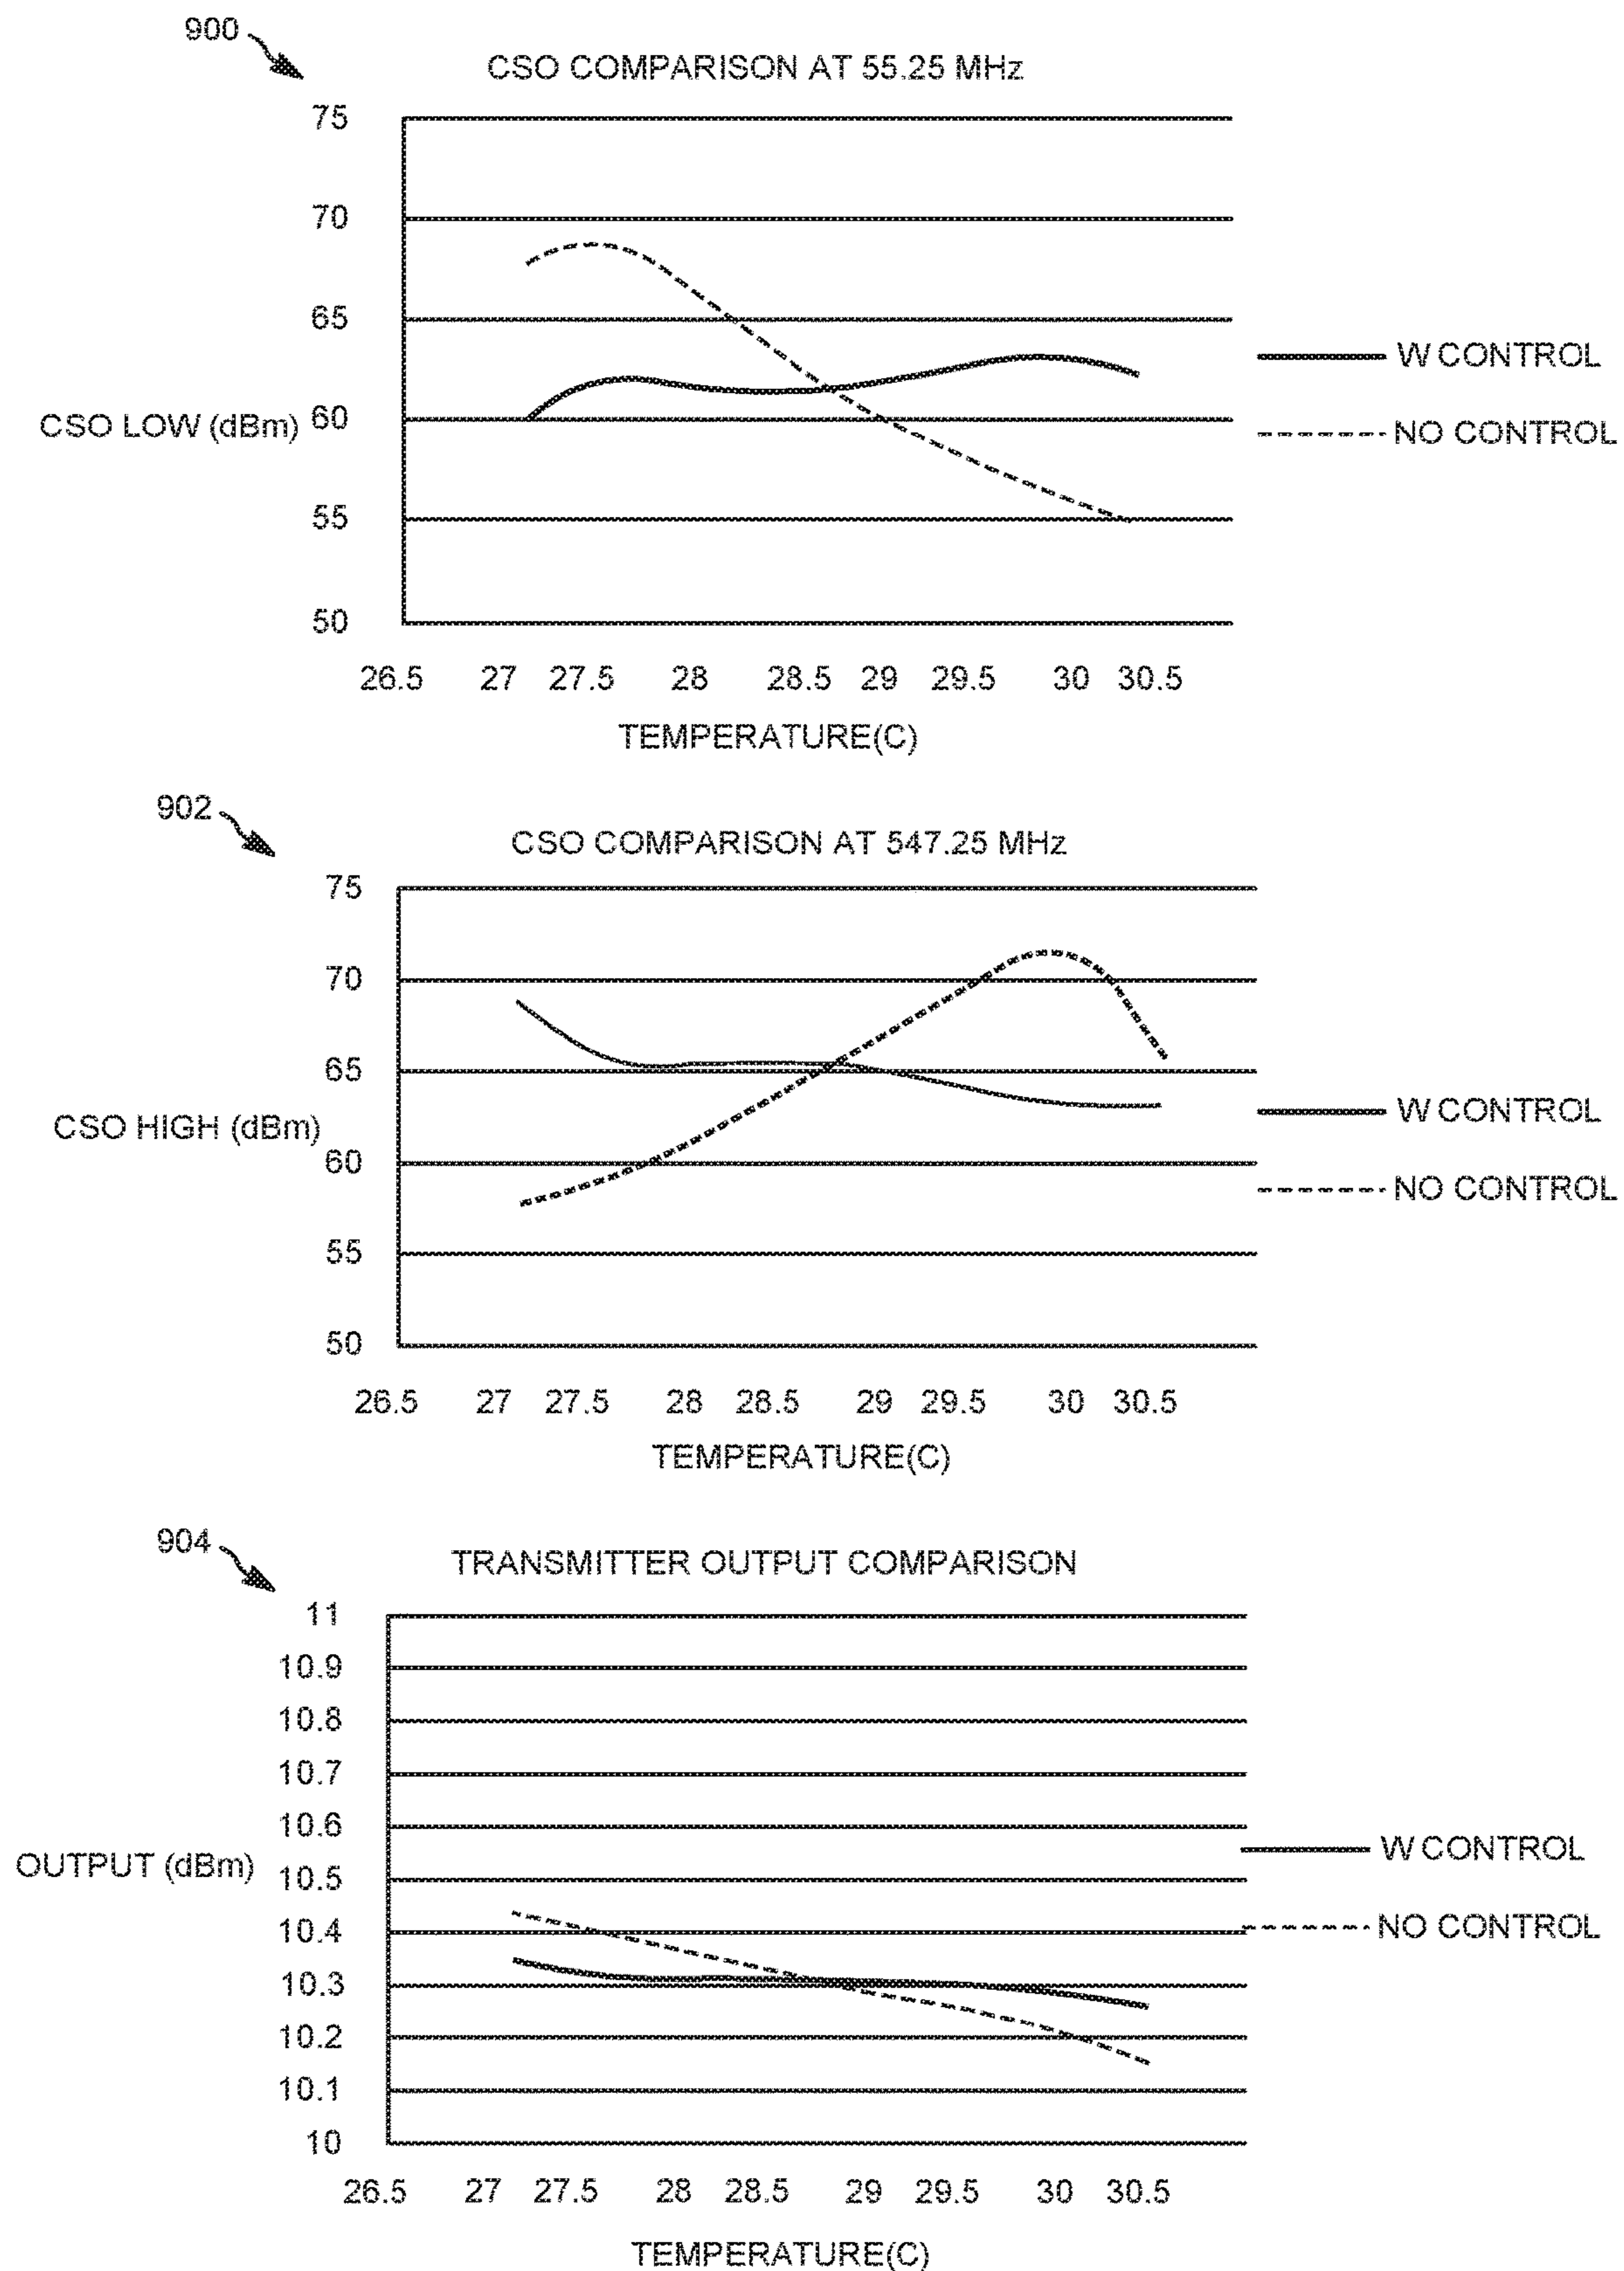 900
CSO COMPARISON AT 55.25 MHz
75
70
65
60
55
50
CSO LOW (dBm)
W CONTROL
NO CONTROL
26.5 27 27.5 28 28.5 29 29.5 30 30.5
TEMPERATURE(C)
902
CSO COMPARISON AT 547.25 MHz
75
70
65
60
55
50
CSO HIGH (dBm)
W CONTROL
NO CONTROL
26.5 27 27.5 28 28.5 29 29.5 30 30.5
TEMPERATURE(C)
904
TRANSMITTER OUTPUT COMPARISON
11
10.9
10.8
10.7
10.6
10.5
10.4
10.3
10.2
10.1
10
OUTPUT (dBm)
W CONTROL
NO CONTROL
26.5 27 27.5 28 28.5 29 29.5 30 30.5
TEMPERATURE(C)